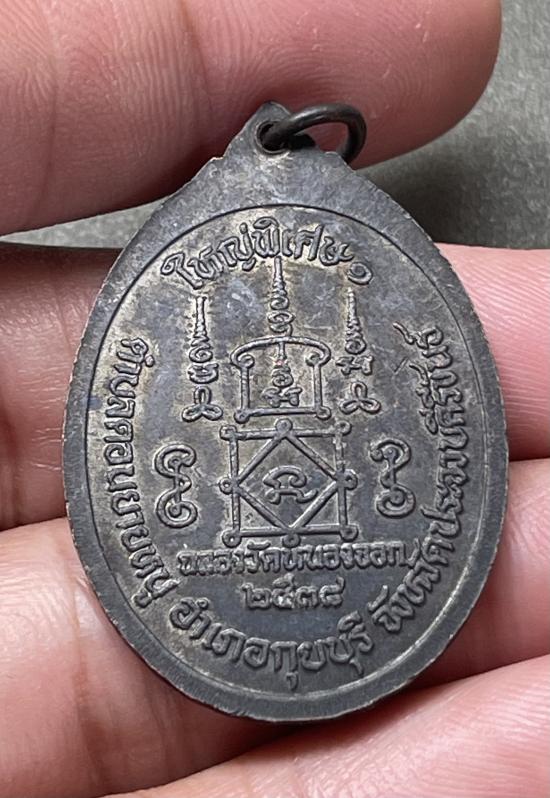 ใหญ่พิเศษ ๑
ฉลองวัดหนองจอก
๒๕๓๘
ตำบลดอนยายหนู อำเภอกุยบุรี จังหวัดประจวบคีรีขันธ์